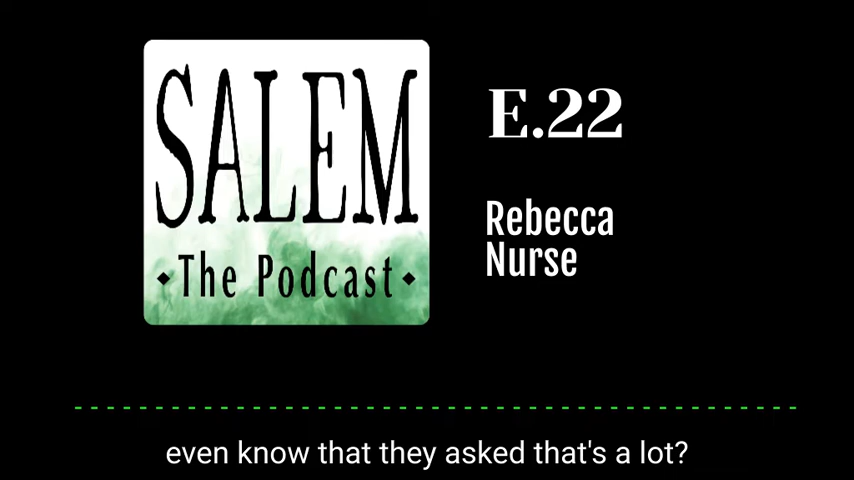 SALEM
The Podcast
E.22
Rebecca
Nurse
even know that they asked that's a lot?